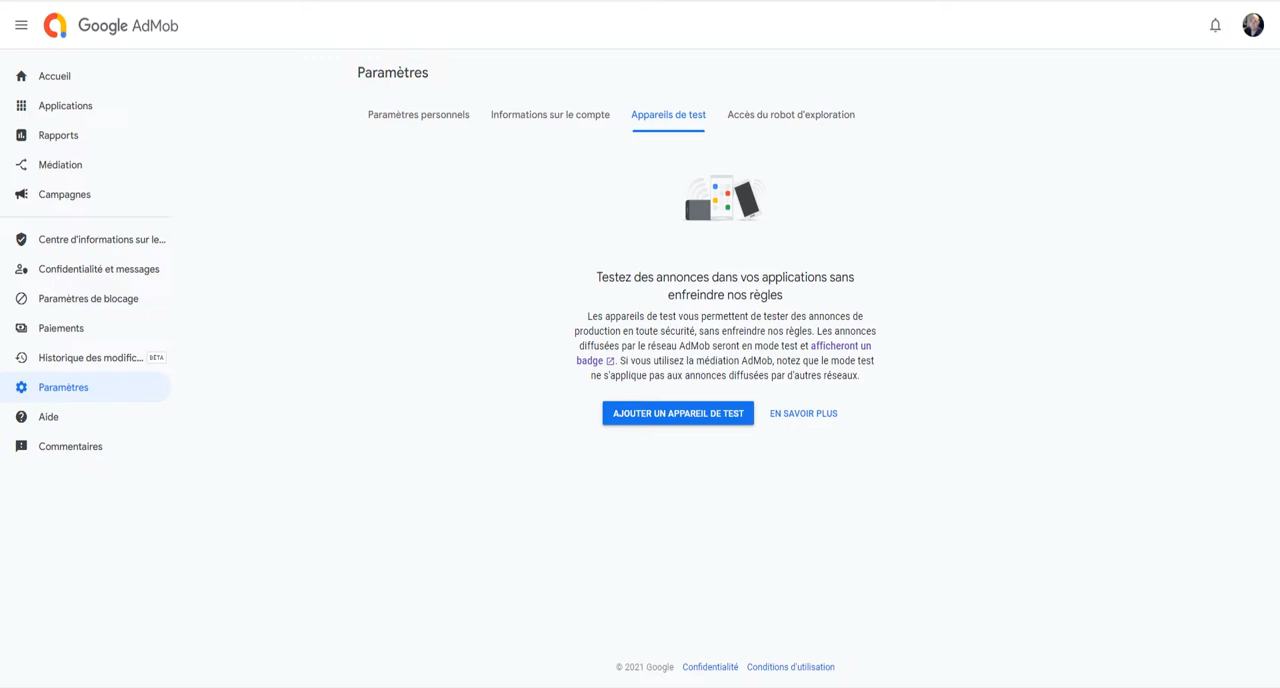 Google AdMob
Accueil
Applications
Rapports
Médiation
Campagnes
Centre d'informations sur le...
Confidentialité et messages
Paramètres de blocage
Paiements
Historique des modific... BÊTA
Paramètres
Aide
Commentaires
Paramètres
Paramètres personnels Informations sur le compte Appareils de test Accès du robot d'exploration
Testez des annonces dans vos applications sans
enfreindre nos règles
Les appareils de test vous permettent de tester des annonces de
production en toute sécurité, sans enfreindre nos règles. Les annonces
diffusées par le réseau AdMob seront en mode test et afficheront un
badge. Si vous utilisez la médiation AdMob, notez que le mode test
ne s'applique pas aux annonces diffusées par d'autres réseaux.
AJOUTER UN APPAREIL DE TEST EN SAVOIR PLUS
© 2021 Google Confidentialité Conditions d'utilisation